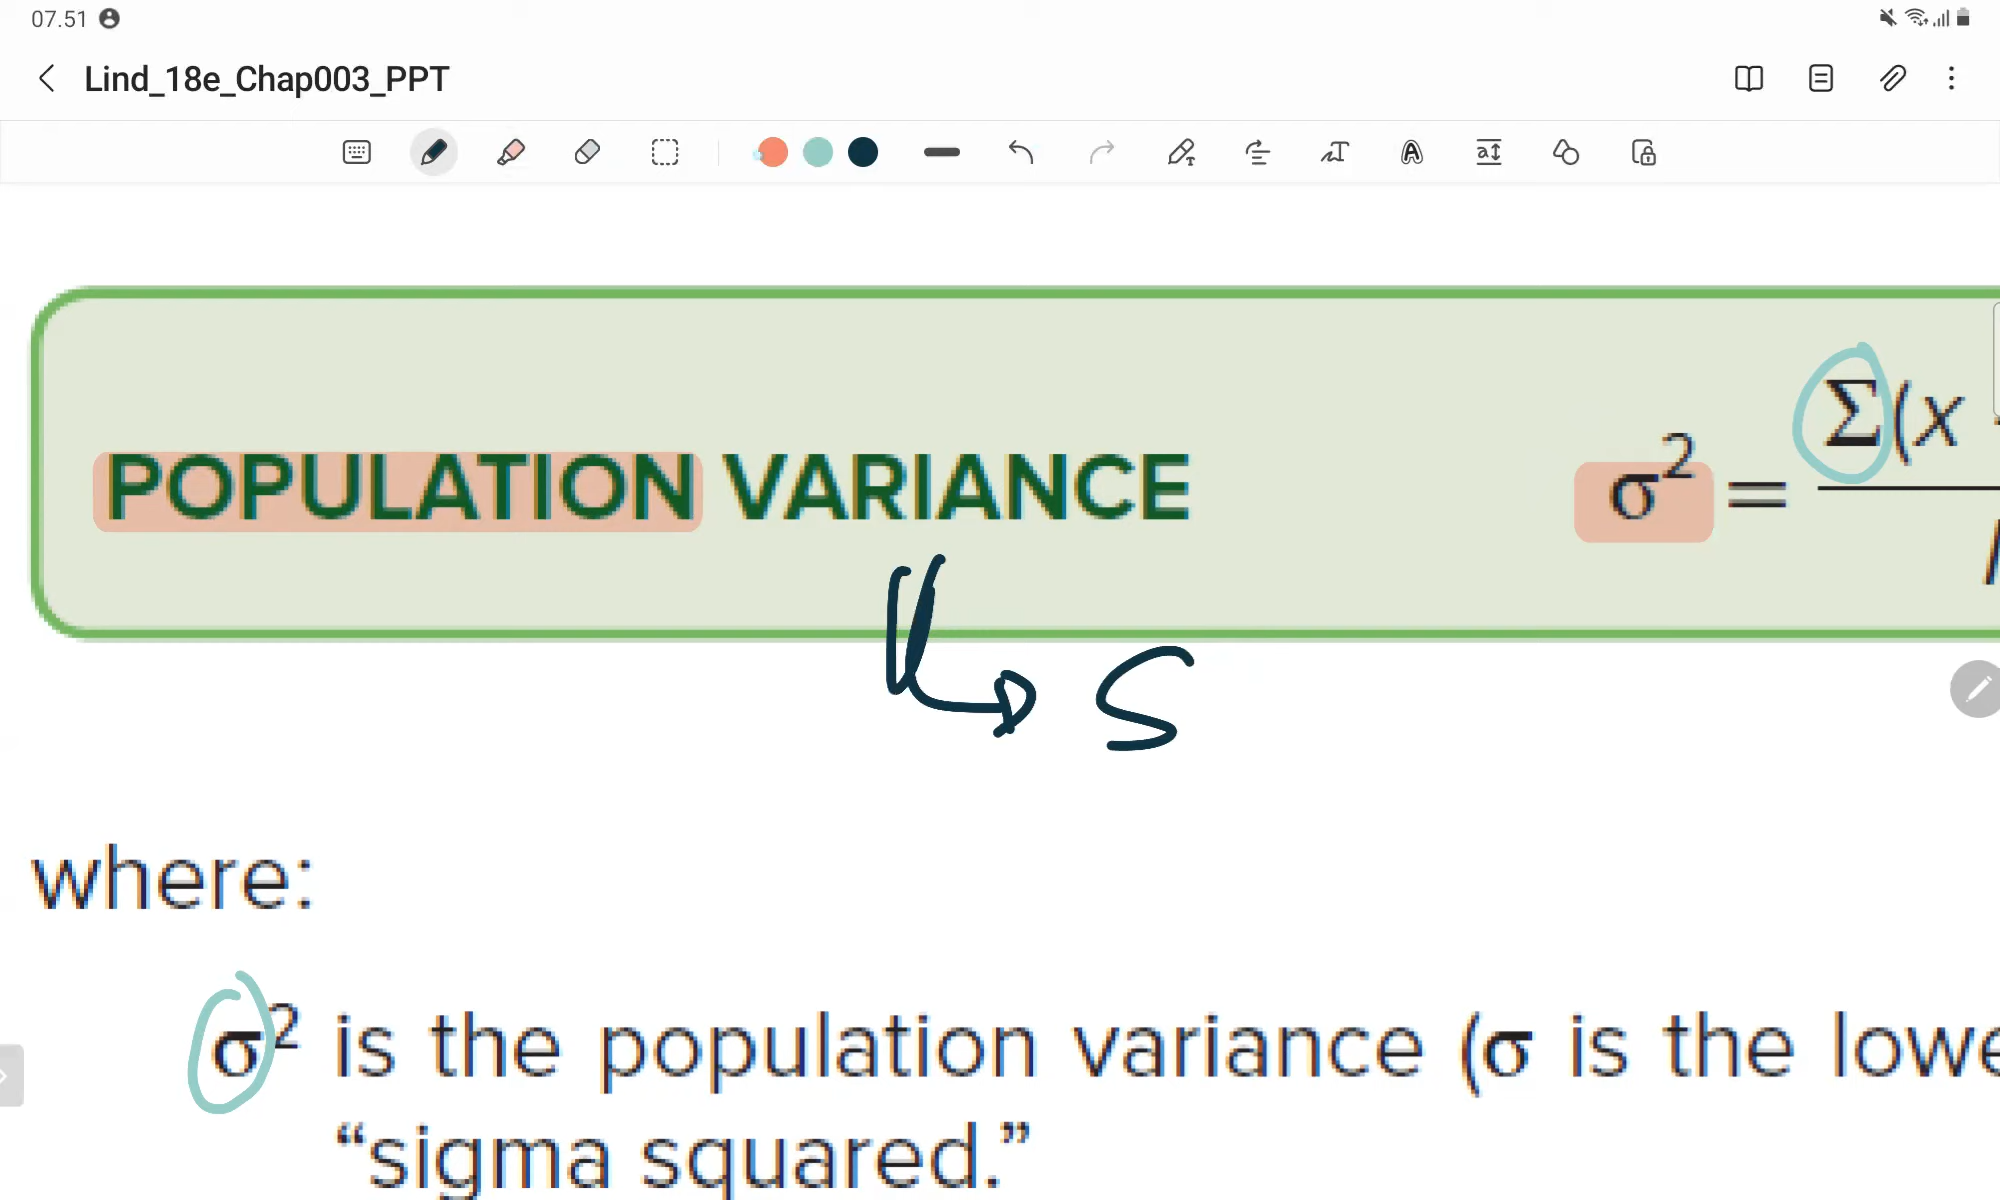 07.51
Lind_18e_Chap003_PPT
POPULATION VARIANCE σ² = Σ(x
S
where:
σ² is the population variance (σ is the lowe
“sigma squared.”